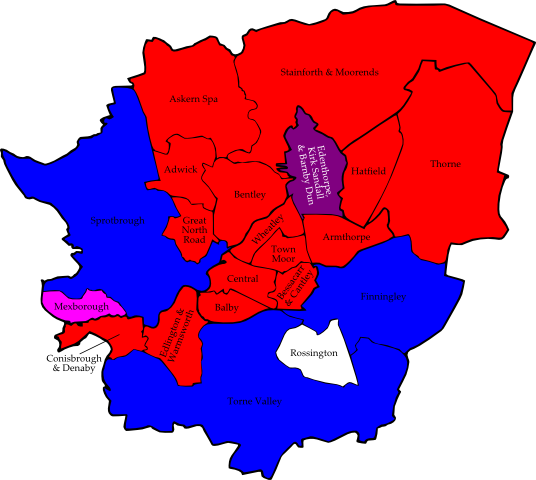 Stainforth & Moorends
Askern Spa
Edenthorpe,
Kirk Sandall
& Barnby Dun
Thorne
Adwick
Hatfield
Bentley
Sprotbrough
Great
North
Road
Wheatley
Armthorpe
Town
Moor
Central
Bessacarr
& Cantley
Finningley
Mexborough
Balby
Edlington &
Warmsworth
Conisbrough
& Denaby
Rossington
Torne Valley